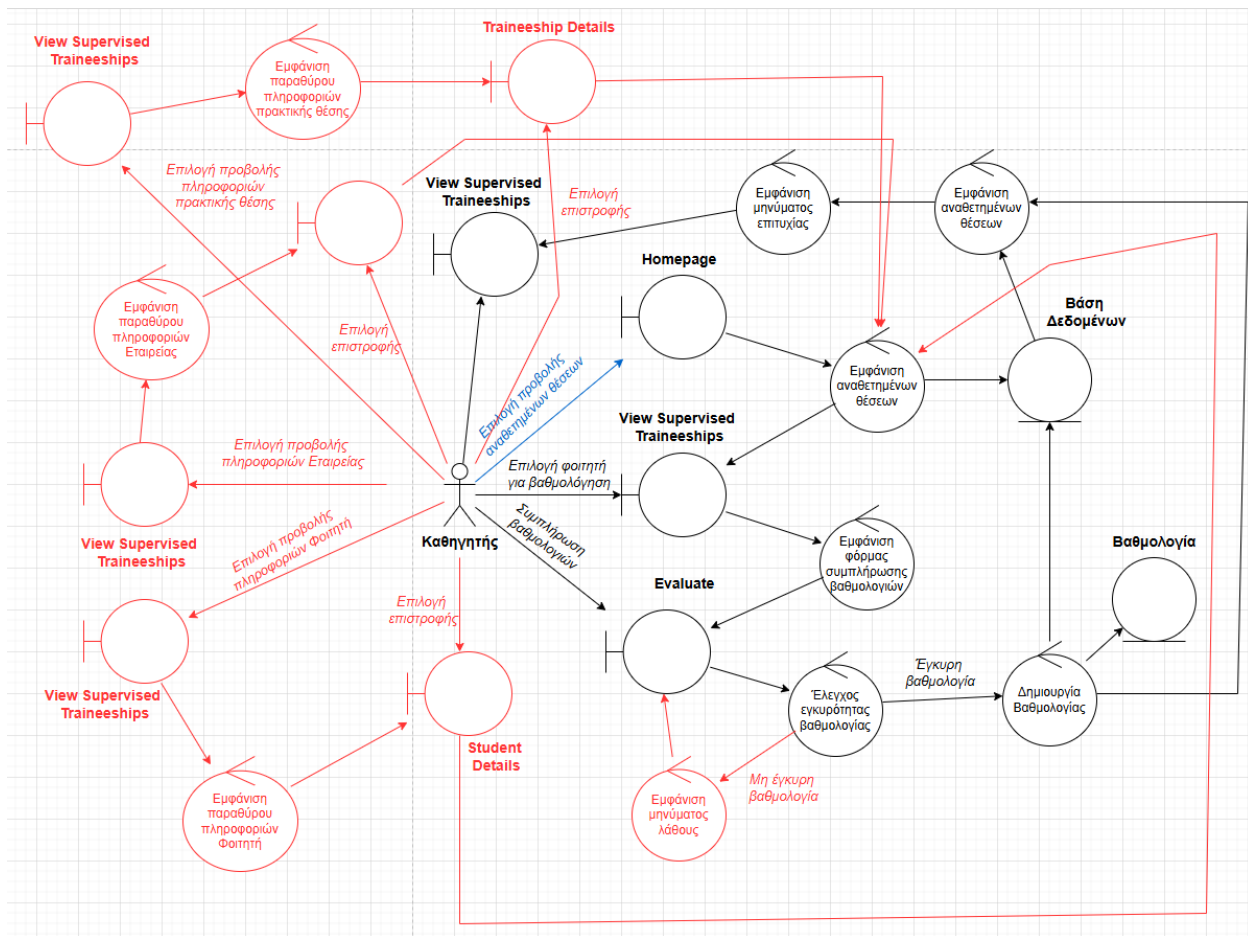 Traineeship Details
View Supervised
Traineeships
Εμφάνιση
παραθύρου
πληροφοριών
πρακτικής θέσης
Επιλογή προβολής
πληροφοριών
πρακτικής θέσης
View Supervised
Traineeships
Επιλογή
επιστροφής
Εμφάνιση
μηνύματος
επιτυχίας
Εμφάνιση
αναθετημένων
θέσεων
Homepage
Βάση
Δεδομένων
Εμφάνιση
παραθύρου
πληροφοριών
Εταιρείας
Επιλογή
επιστροφής
Επιλογή προβολής
αναθετημένων θέσεων
Εμφάνιση
αναθετημένων
θέσεων
View Supervised
Traineeships
Επιλογή προβολής
πληροφοριών Εταιρείας
Επιλογή φοιτητή
για βαθμολόγηση
Συμπλήρωση
βαθμολογιών
Καθηγητής
View Supervised
Traineeships
Επιλογή προβολής
πληροφοριών Φοιτητή
Εμφάνιση
φόρμας
συμπλήρωσης
βαθμολογιών
Βαθμολογία
Evaluate
Επιλογή
επιστροφής
View Supervised
Traineeships
Έγκυρη
βαθμολογία
Έλεγχος
εγκυρότητας
βαθμολογίας
Δημιουργία
Βαθμολογίας
Student
Details
Μη έγκυρη
βαθμολογία
Εμφάνιση
μηνύματος
λάθους
Εμφάνιση
παραθύρου
πληροφοριών
Φοιτητή